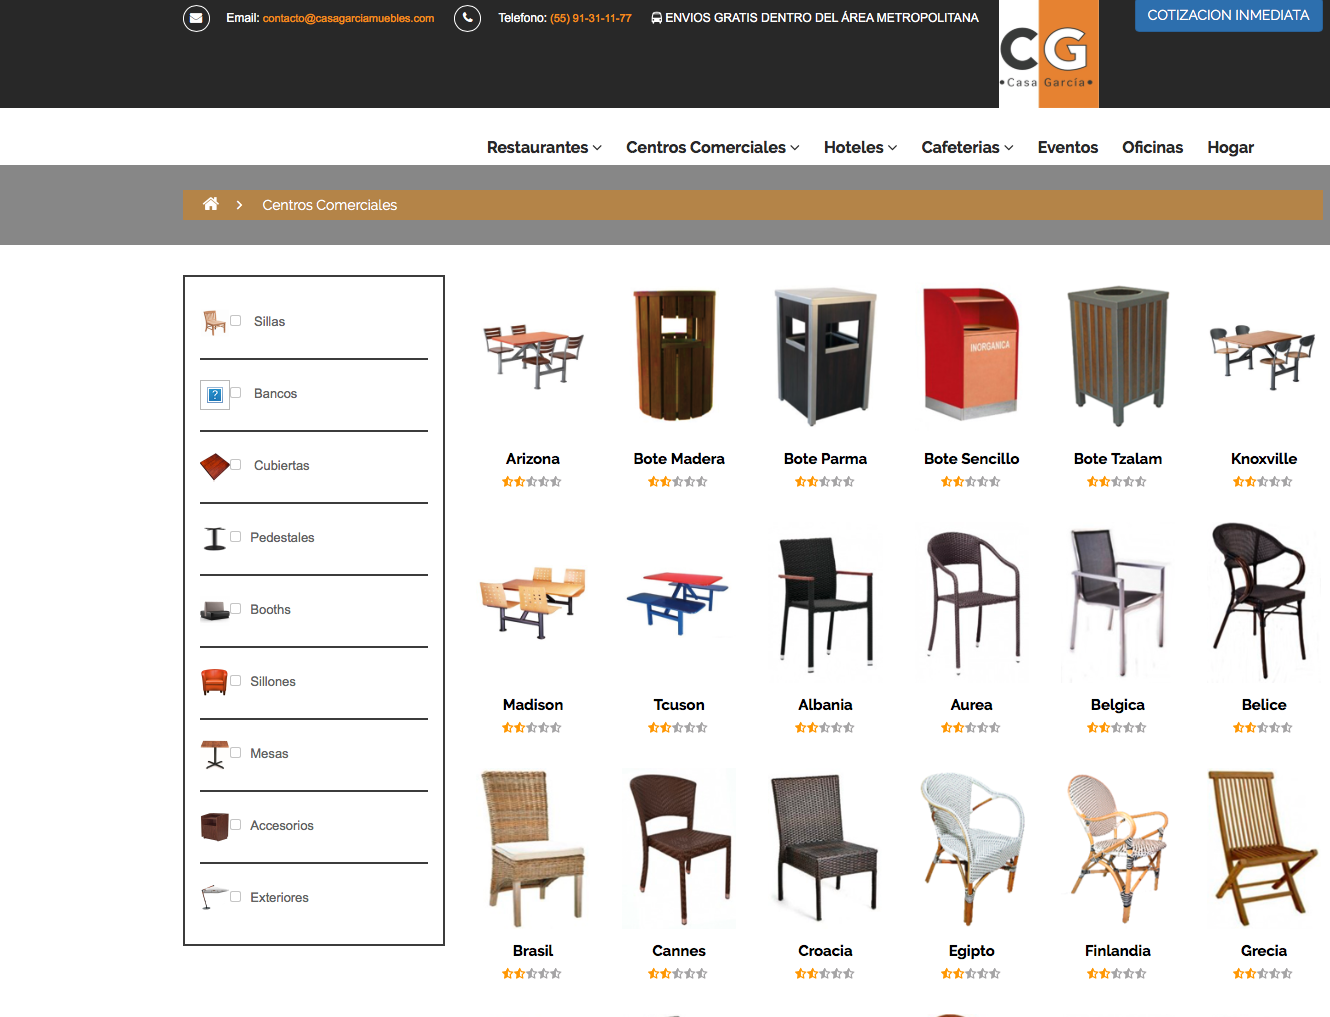 Email: contacto@casagarciamuebles.com
Telefono: (55) 91-31-11-77
ENVIOS GRATIS DENTRO DEL ÁREA METROPOLITANA
CG
•Casa Garcia•
COTIZACION INMEDIATA
Restaurantes Centros Comerciales Hoteles Cafeterias Eventos Oficinas Hogar
Centros Comerciales
Sillas
Bancos
Cubiertas
Pedestales
Booths
Sillones
Mesas
Accesorios
Exteriores
INORGANICA
Arizona Bote Madera Bote Parma Bote Sencillo Bote Tzalam Knoxville
Madison Tcuson Albania Aurea Belgica Belice
Brasil Cannes Croacia Egipto Finlandia Grecia